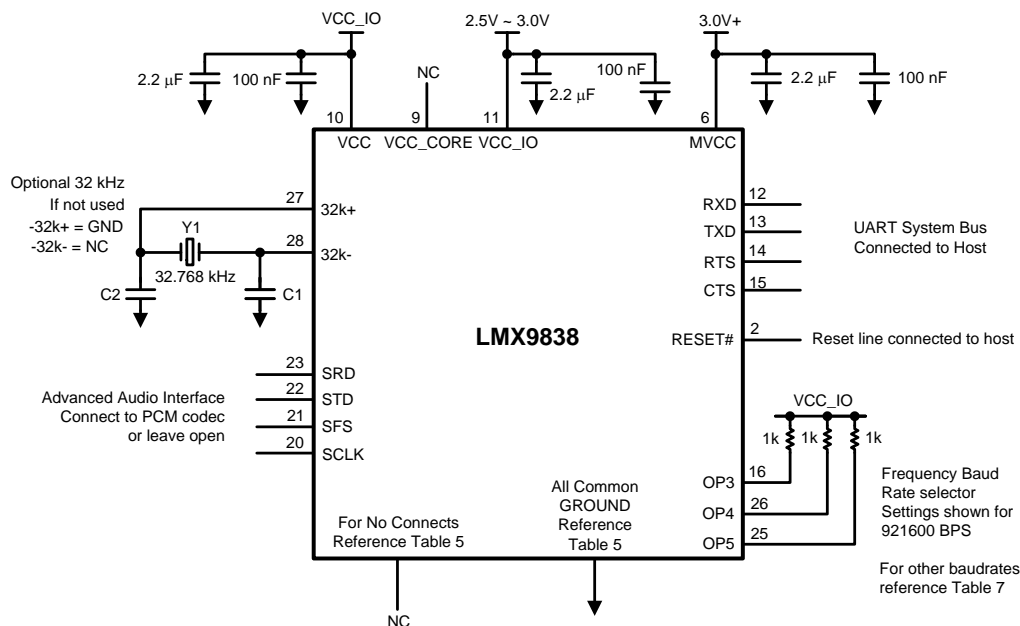 VCC_IO
2.5V ~ 3.0V
3.0V+
2.2 µF
100 nF
NC
2.2 µF
100 nF
2.2 µF
100 nF
10
9
11
6
VCC
VCC_CORE
VCC_IO
MVCC
Optional 32 kHz
If not used
-32k+ = GND
-32k- = NC
27
32k+
Y1
28
32k-
32.768 kHz
C2
C1
12
RXD
13
TXD
14
RTS
15
CTS
UART System Bus
Connected to Host
LMX9838
2
RESET#
Reset line connected to host
23
SRD
22
STD
21
SFS
20
SCLK
Advanced Audio Interface
Connect to PCM codec
or leave open
VCC_IO
1k
1k
1k
16
OP3
26
OP4
25
OP5
Frequency Baud
Rate selector
Settings shown for
921600 BPS
For other baudrates
reference Table 7
For No Connects
Reference Table 5
All Common
GROUND
Reference
Table 5
NC